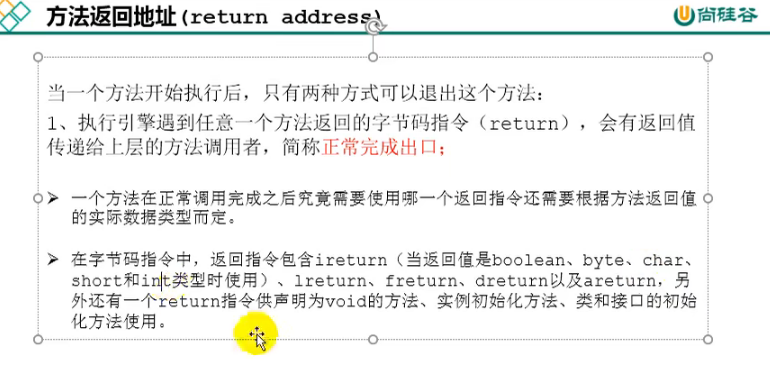 方法返回地址(return address)
尚硅谷
当一个方法开始执行后，只有两种方式可以退出这个方法：
1、执行引擎遇到任意一个方法返回的字节码指令（return），会有返回值
传递给上层的方法调用者，简称正常完成出口；
➢ 一个方法在正常调用完成之后究竟需要使用哪一个返回指令还需要根据方法返回值
的实际数据类型而定。
➢ 在字节码指令中，返回指令包含ireturn（当返回值是boolean、byte、char、
short和int类型时使用）、lreturn、freturn、dreturn以及areturn，另
外还有一个return指令供声明为void的方法、实例初始化方法、类和接口的初始
化方法使用。